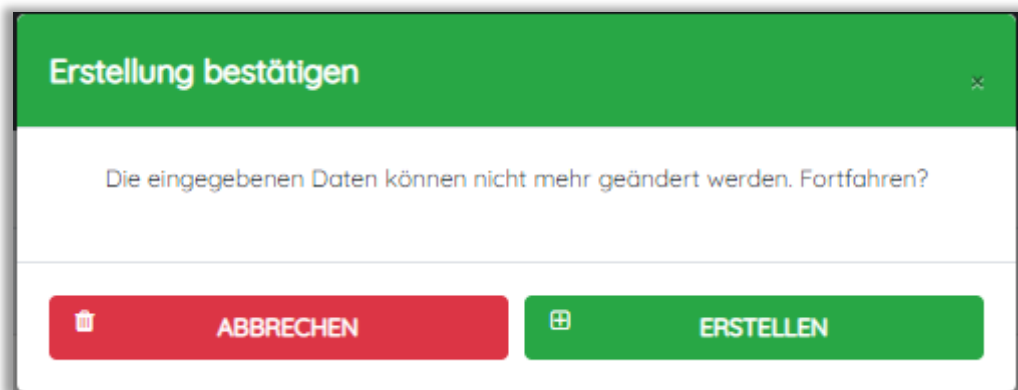 Erstellung bestätigen
×
Die eingegebenen Daten können nicht mehr geändert werden. Fortfahren?
ABBRECHEN
ERSTELLEN